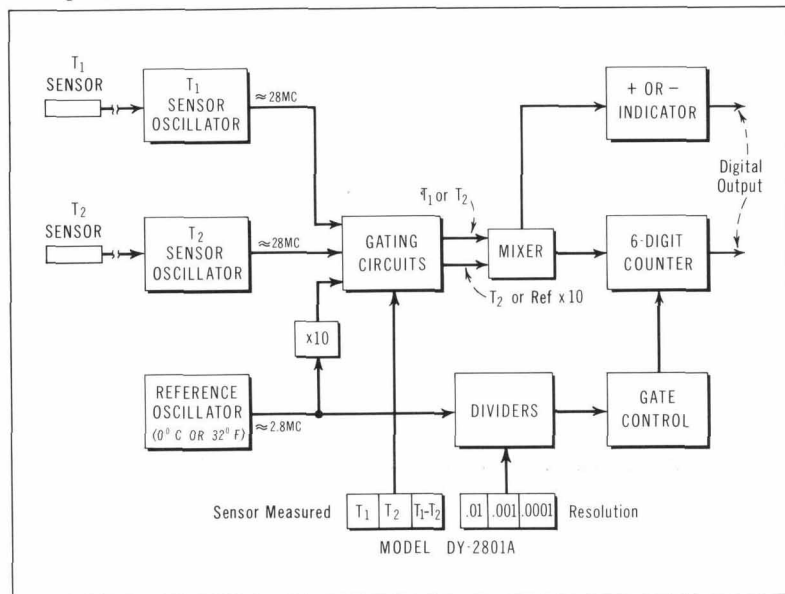 T1
SENSOR
T1
SENSOR
OSCILLATOR
≈28MC
+ OR -
INDICATOR
Digital
Output
T1 or T2
T2
SENSOR
T2
SENSOR
OSCILLATOR
≈28MC
GATING
CIRCUITS
MIXER
6-DIGIT
COUNTER
T2 or Ref x 10
x10
REFERENCE
OSCILLATOR
(0° C OR 32° F)
≈2.8MC
DIVIDERS
GATE
CONTROL
Sensor Measured
T1
T2
T1-T2
.01
.001
.0001
Resolution
MODEL DY-2801A